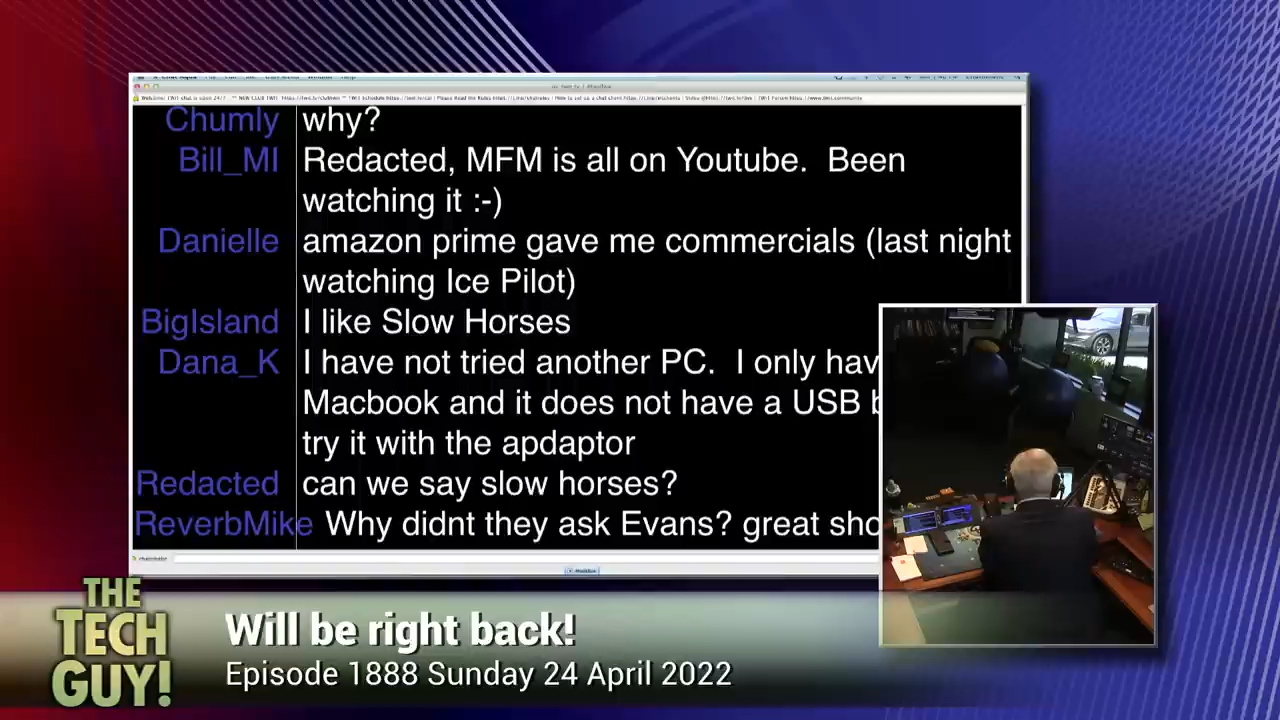 Chumly why?
Bill_MI Redacted, MFM is all on Youtube.  Been
watching it :-)
Danielle amazon prime gave me commercials (last night
watching Ice Pilot)
BigIsland I like Slow Horses
Dana_K I have not tried another PC.  I only hav
Macbook and it does not have a USB b
try it with the apdaptor
Redacted can we say slow horses?
ReverbMike Why didnt they ask Evans? great sho
THE
TECH
GUY!
Will be right back!
Episode 1888 Sunday 24 April 2022